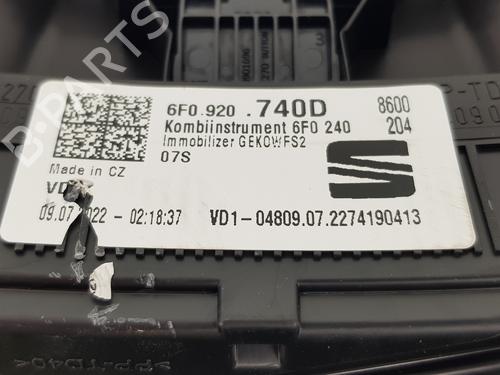 B-PARTS
6F0.920 .740D 8600
Kombiinstrument 6F0 240 204
Immobilizer GEKOWFS2
07S
Made in CZ
09.07 2022 - 02:18:37 VD1-04809.07.2274190413